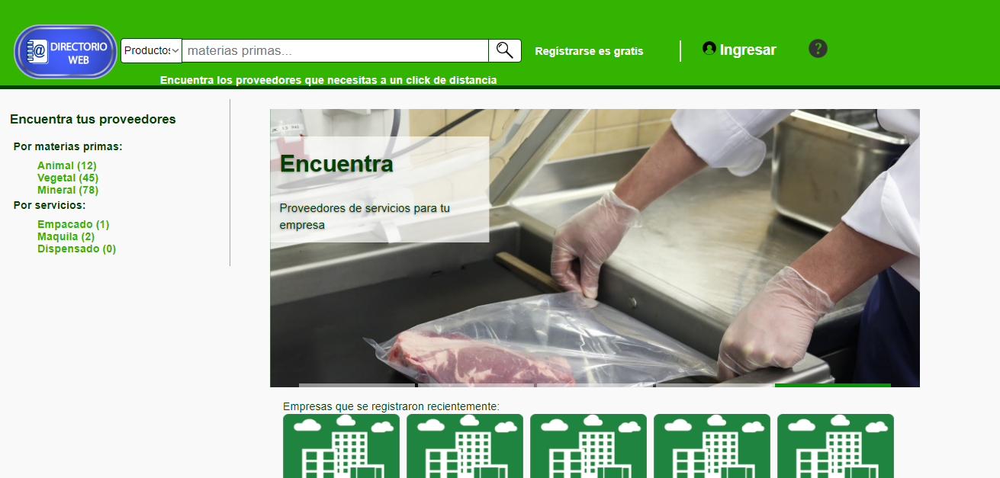 DIRECTORIO
WEB
Productos
materias primas...
Registrarse es gratis
Ingresar
?
Encuentra los proveedores que necesitas a un click de distancia
Encuentra tus proveedores
Por materias primas:
Animal (12)
Vegetal (45)
Mineral (78)
Por servicios:
Empacado (1)
Maquila (2)
Dispensado (0)
Encuentra
Proveedores de servicios para tu
empresa
Empresas que se registraron recientemente: